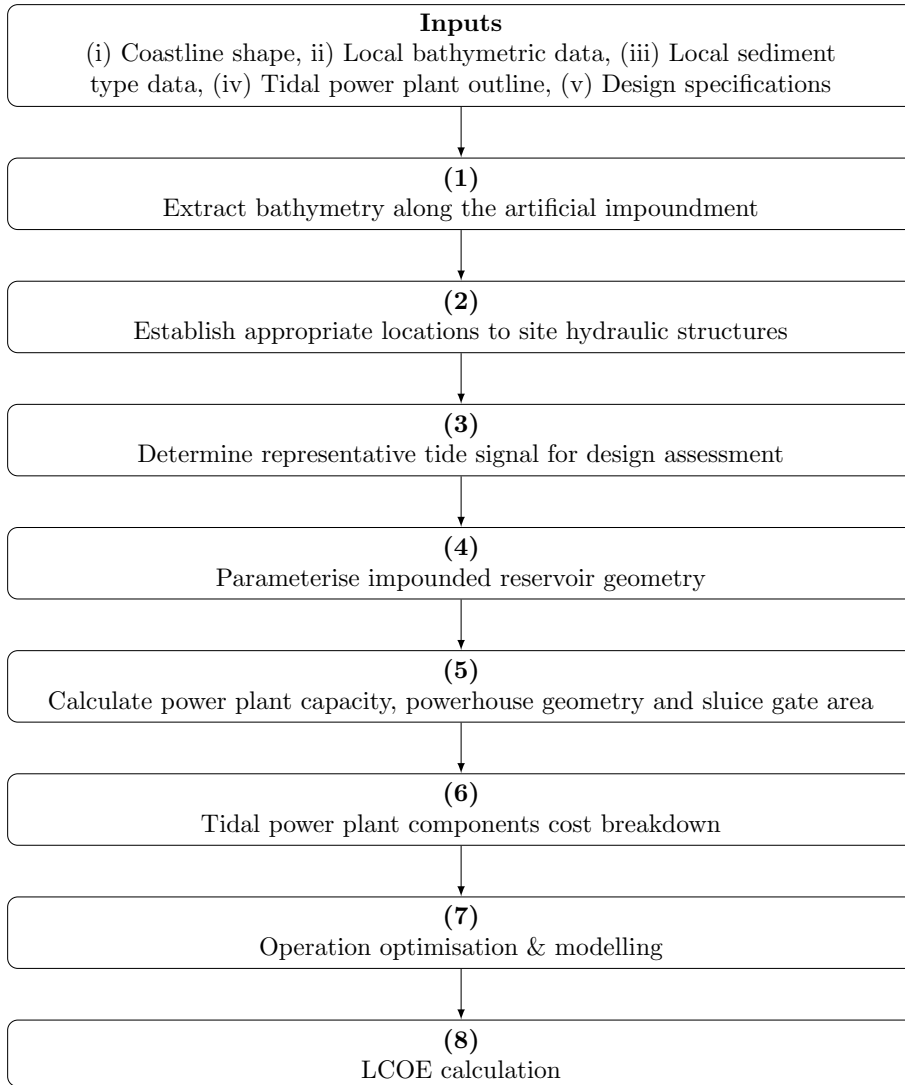 Inputs
(i) Coastline shape, ii) Local bathymetric data, (iii) Local sediment
type data, (iv) Tidal power plant outline, (v) Design specifications
(1)
Extract bathymetry along the artificial impoundment
(2)
Establish appropriate locations to site hydraulic structures
(3)
Determine representative tide signal for design assessment
(4)
Parameterise impounded reservoir geometry
(5)
Calculate power plant capacity, powerhouse geometry and sluice gate area
(6)
Tidal power plant components cost breakdown
(7)
Operation optimisation & modelling
(8)
LCOE calculation